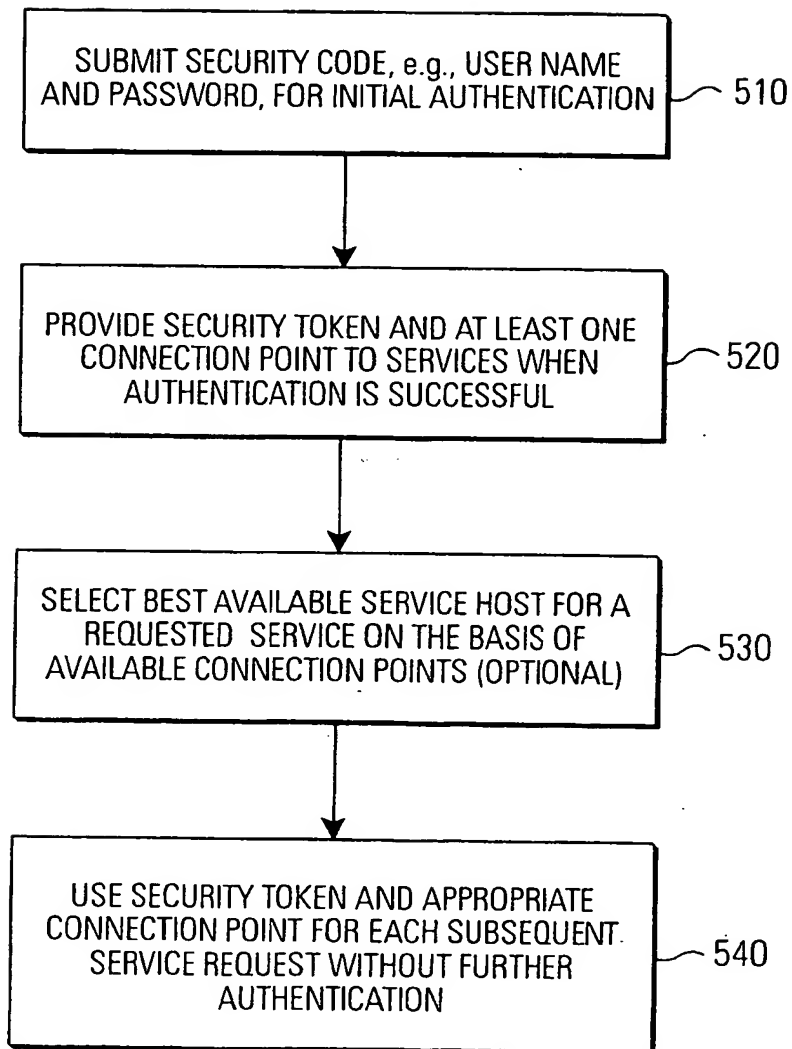 SUBMIT SECURITY CODE, e.g., USER NAME
AND PASSWORD, FOR INITIAL AUTHENTICATION
510
PROVIDE SECURITY TOKEN AND AT LEAST ONE
CONNECTION POINT TO SERVICES WHEN
AUTHENTICATION IS SUCCESSFUL
520
SELECT BEST AVAILABLE SERVICE HOST FOR A
REQUESTED SERVICE ON THE BASIS OF
AVAILABLE CONNECTION POINTS (OPTIONAL)
530
USE SECURITY TOKEN AND APPROPRIATE
CONNECTION POINT FOR EACH SUBSEQUENT
SERVICE REQUEST WITHOUT FURTHER
AUTHENTICATION
540